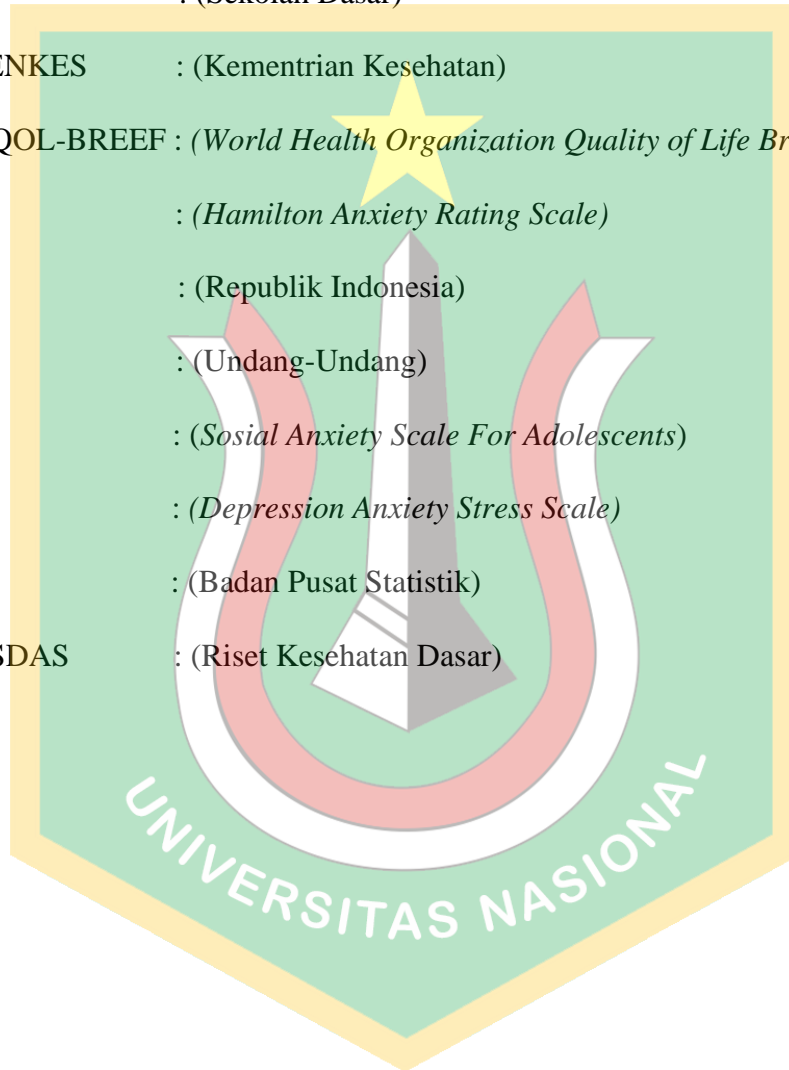 : (Sekolah Dasar)
ENKES : (Kementrian Kesehatan)
QOL-BREEF : (World Health Organization Quality of Life Br
: (Hamilton Anxiety Rating Scale)
: (Republik Indonesia)
: (Undang-Undang)
: (Sosial Anxiety Scale For Adolescents)
: (Depression Anxiety Stress Scale)
: (Badan Pusat Statistik)
SDAS : (Riset Kesehatan Dasar)
UNIVERSITAS NASIONAL